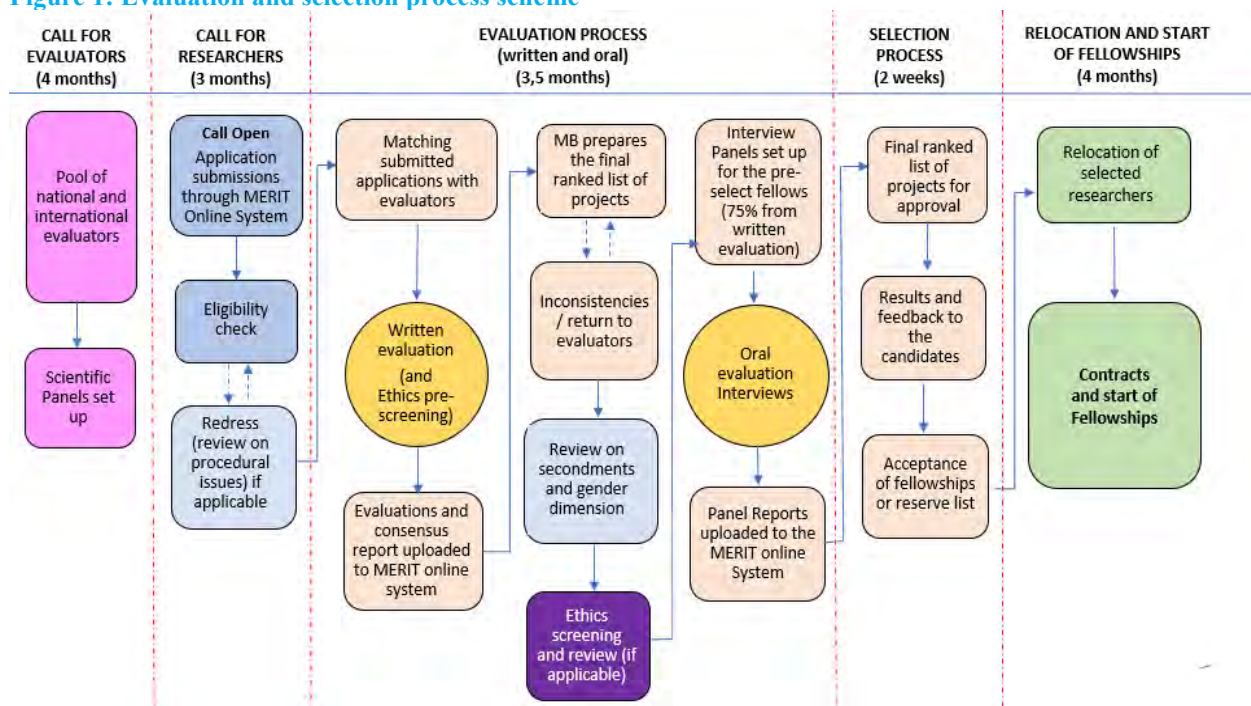 Figure 1: Evaluation and selection process scheme
CALL FOR
EVALUATORS
(4 months)
CALL FOR
RESEARCHERS
(3 months)
EVALUATION PROCESS
(written and oral)
(3,5 months)
SELECTION
PROCESS
(2 weeks)
RELOCATION AND START
OF FELLOWSHIPS
(4 months)
Pool of
national and
international
evaluators
Scientific
Panels set
up
Call Open
Application
submissions
through MERIT
Online System
Eligibility
check
Redress
(review on
procedural
issues) if
applicable
Matching
submitted
applications with
evaluators
Written
evaluation
(and
Ethics pre-
screening)
Evaluations and
consensus
report uploaded
to MERIT online
system
MB prepares
the final
ranked list of
projects
Inconsistencies
/ return to
evaluators
Review on
secondments
and gender
dimension
Ethics
screening
and review (if
applicable)
Interview
Panels set up
for the pre-
select fellows
(75% from
written
evaluation)
Oral
evaluation
Interviews
Panel Reports
uploaded to the
MERIT online
System
Final ranked
list of
projects for
approval
Results and
feedback to
the
candidates
Acceptance of
fellowships
or reserve list
Relocation of
selected
researchers
Contracts
and start of
Fellowships